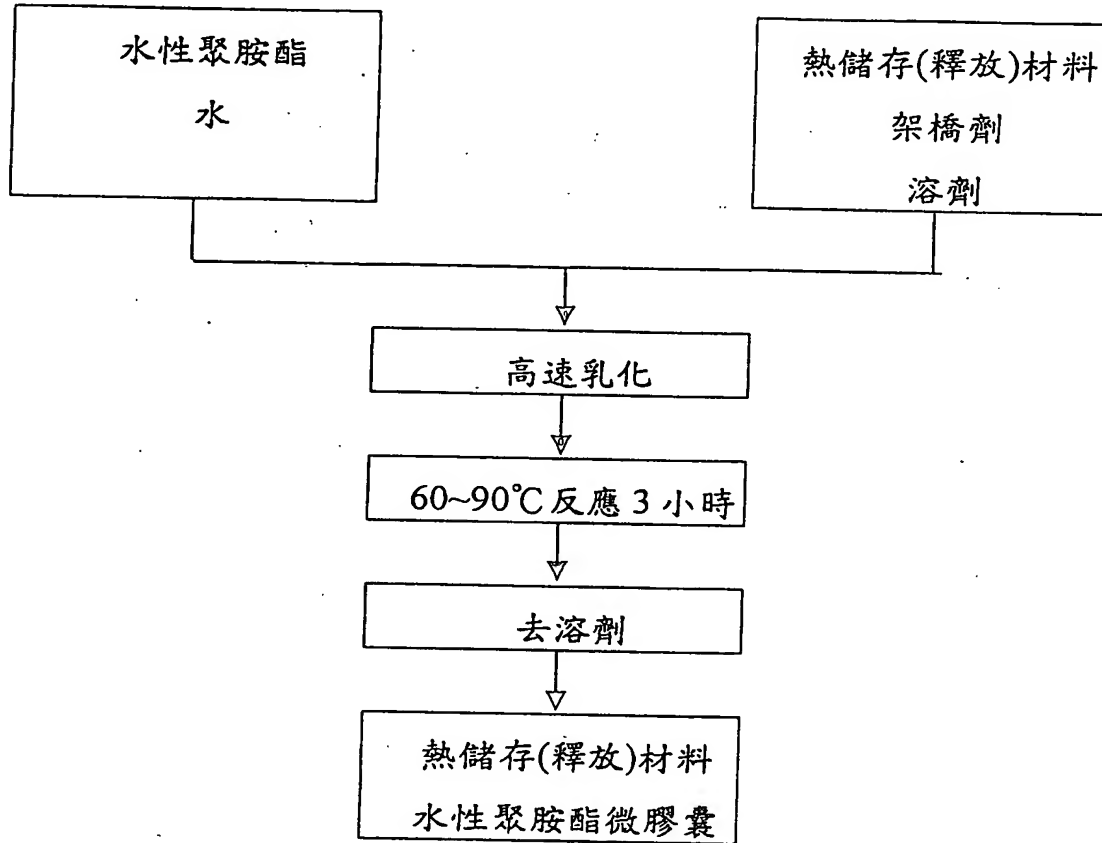 水性聚胺酯
水
熱儲存(釋放)材料
架橋劑
溶劑
高速乳化
60~90℃反應 3 小時
去溶劑
熱儲存(釋放)材料
水性聚胺酯微膠囊